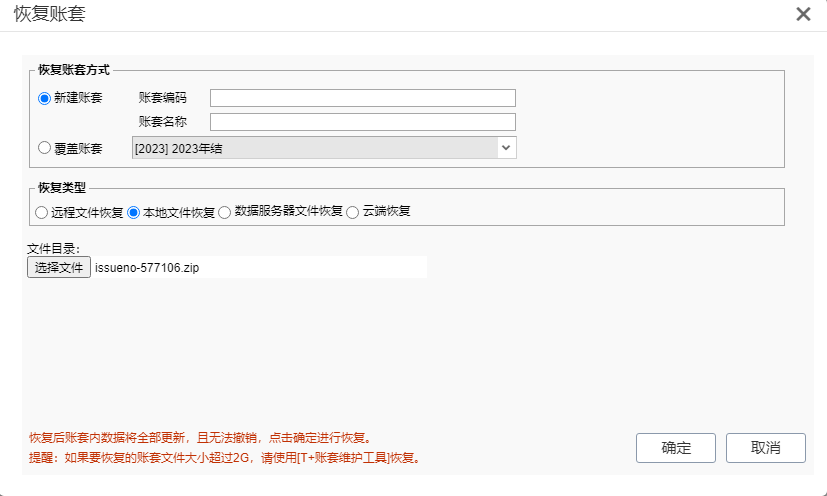 恢复账套
恢复账套方式
新建账套 账套编码
账套名称
覆盖账套 [2023] 2023年结
恢复类型
远程文件恢复 本地文件恢复 数据服务器文件恢复 云端恢复
文件目录：
选择文件 issueno-577106.zip
恢复后账套内数据将全部更新，且无法撤销，点击确定进行恢复。
提醒：如果要恢复的账套文件大小超过2G，请使用[T+账套维护工具]恢复。
确定 取消